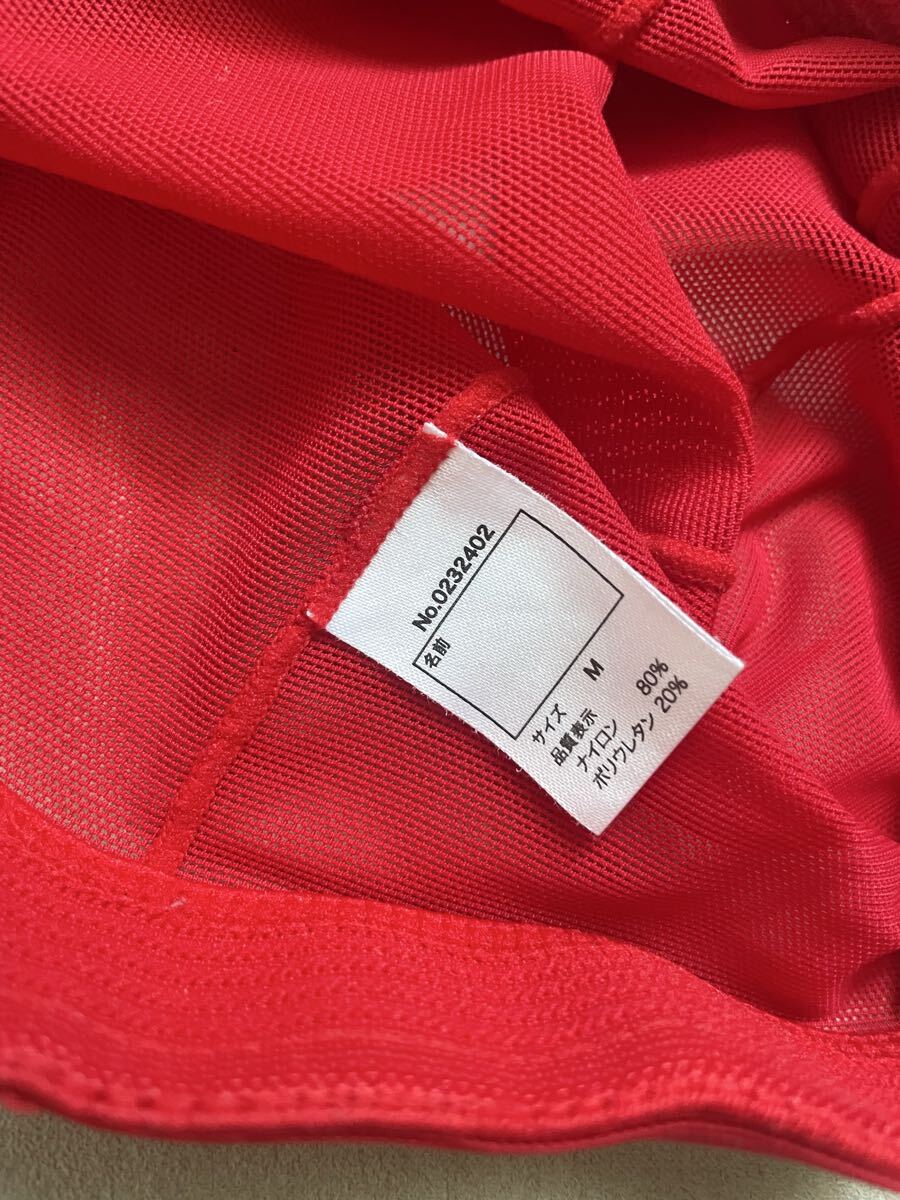 No.0232402
名前
サイズ M
品質表示
ナイロン 80%
ポリウレタン 20%